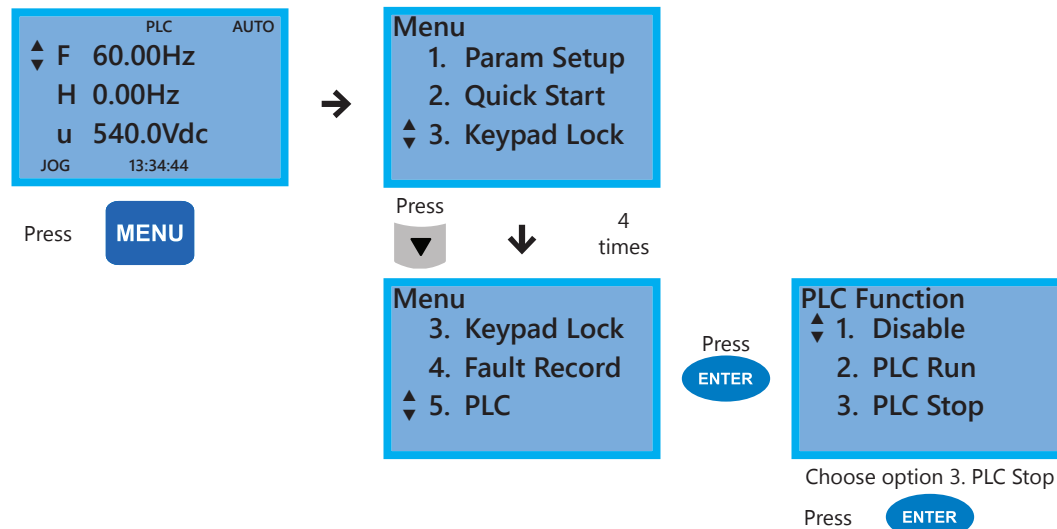 PLC AUTO
F 60.00Hz
H 0.00Hz
u 540.0Vdc
JOG 13:34:44
Press MENU
Menu
1. Param Setup
2. Quick Start
3. Keypad Lock
Press
4
times
Menu
3. Keypad Lock
4. Fault Record
5. PLC
Press
ENTER
PLC Function
1. Disable
2. PLC Run
3. PLC Stop
Choose option 3. PLC Stop
Press ENTER